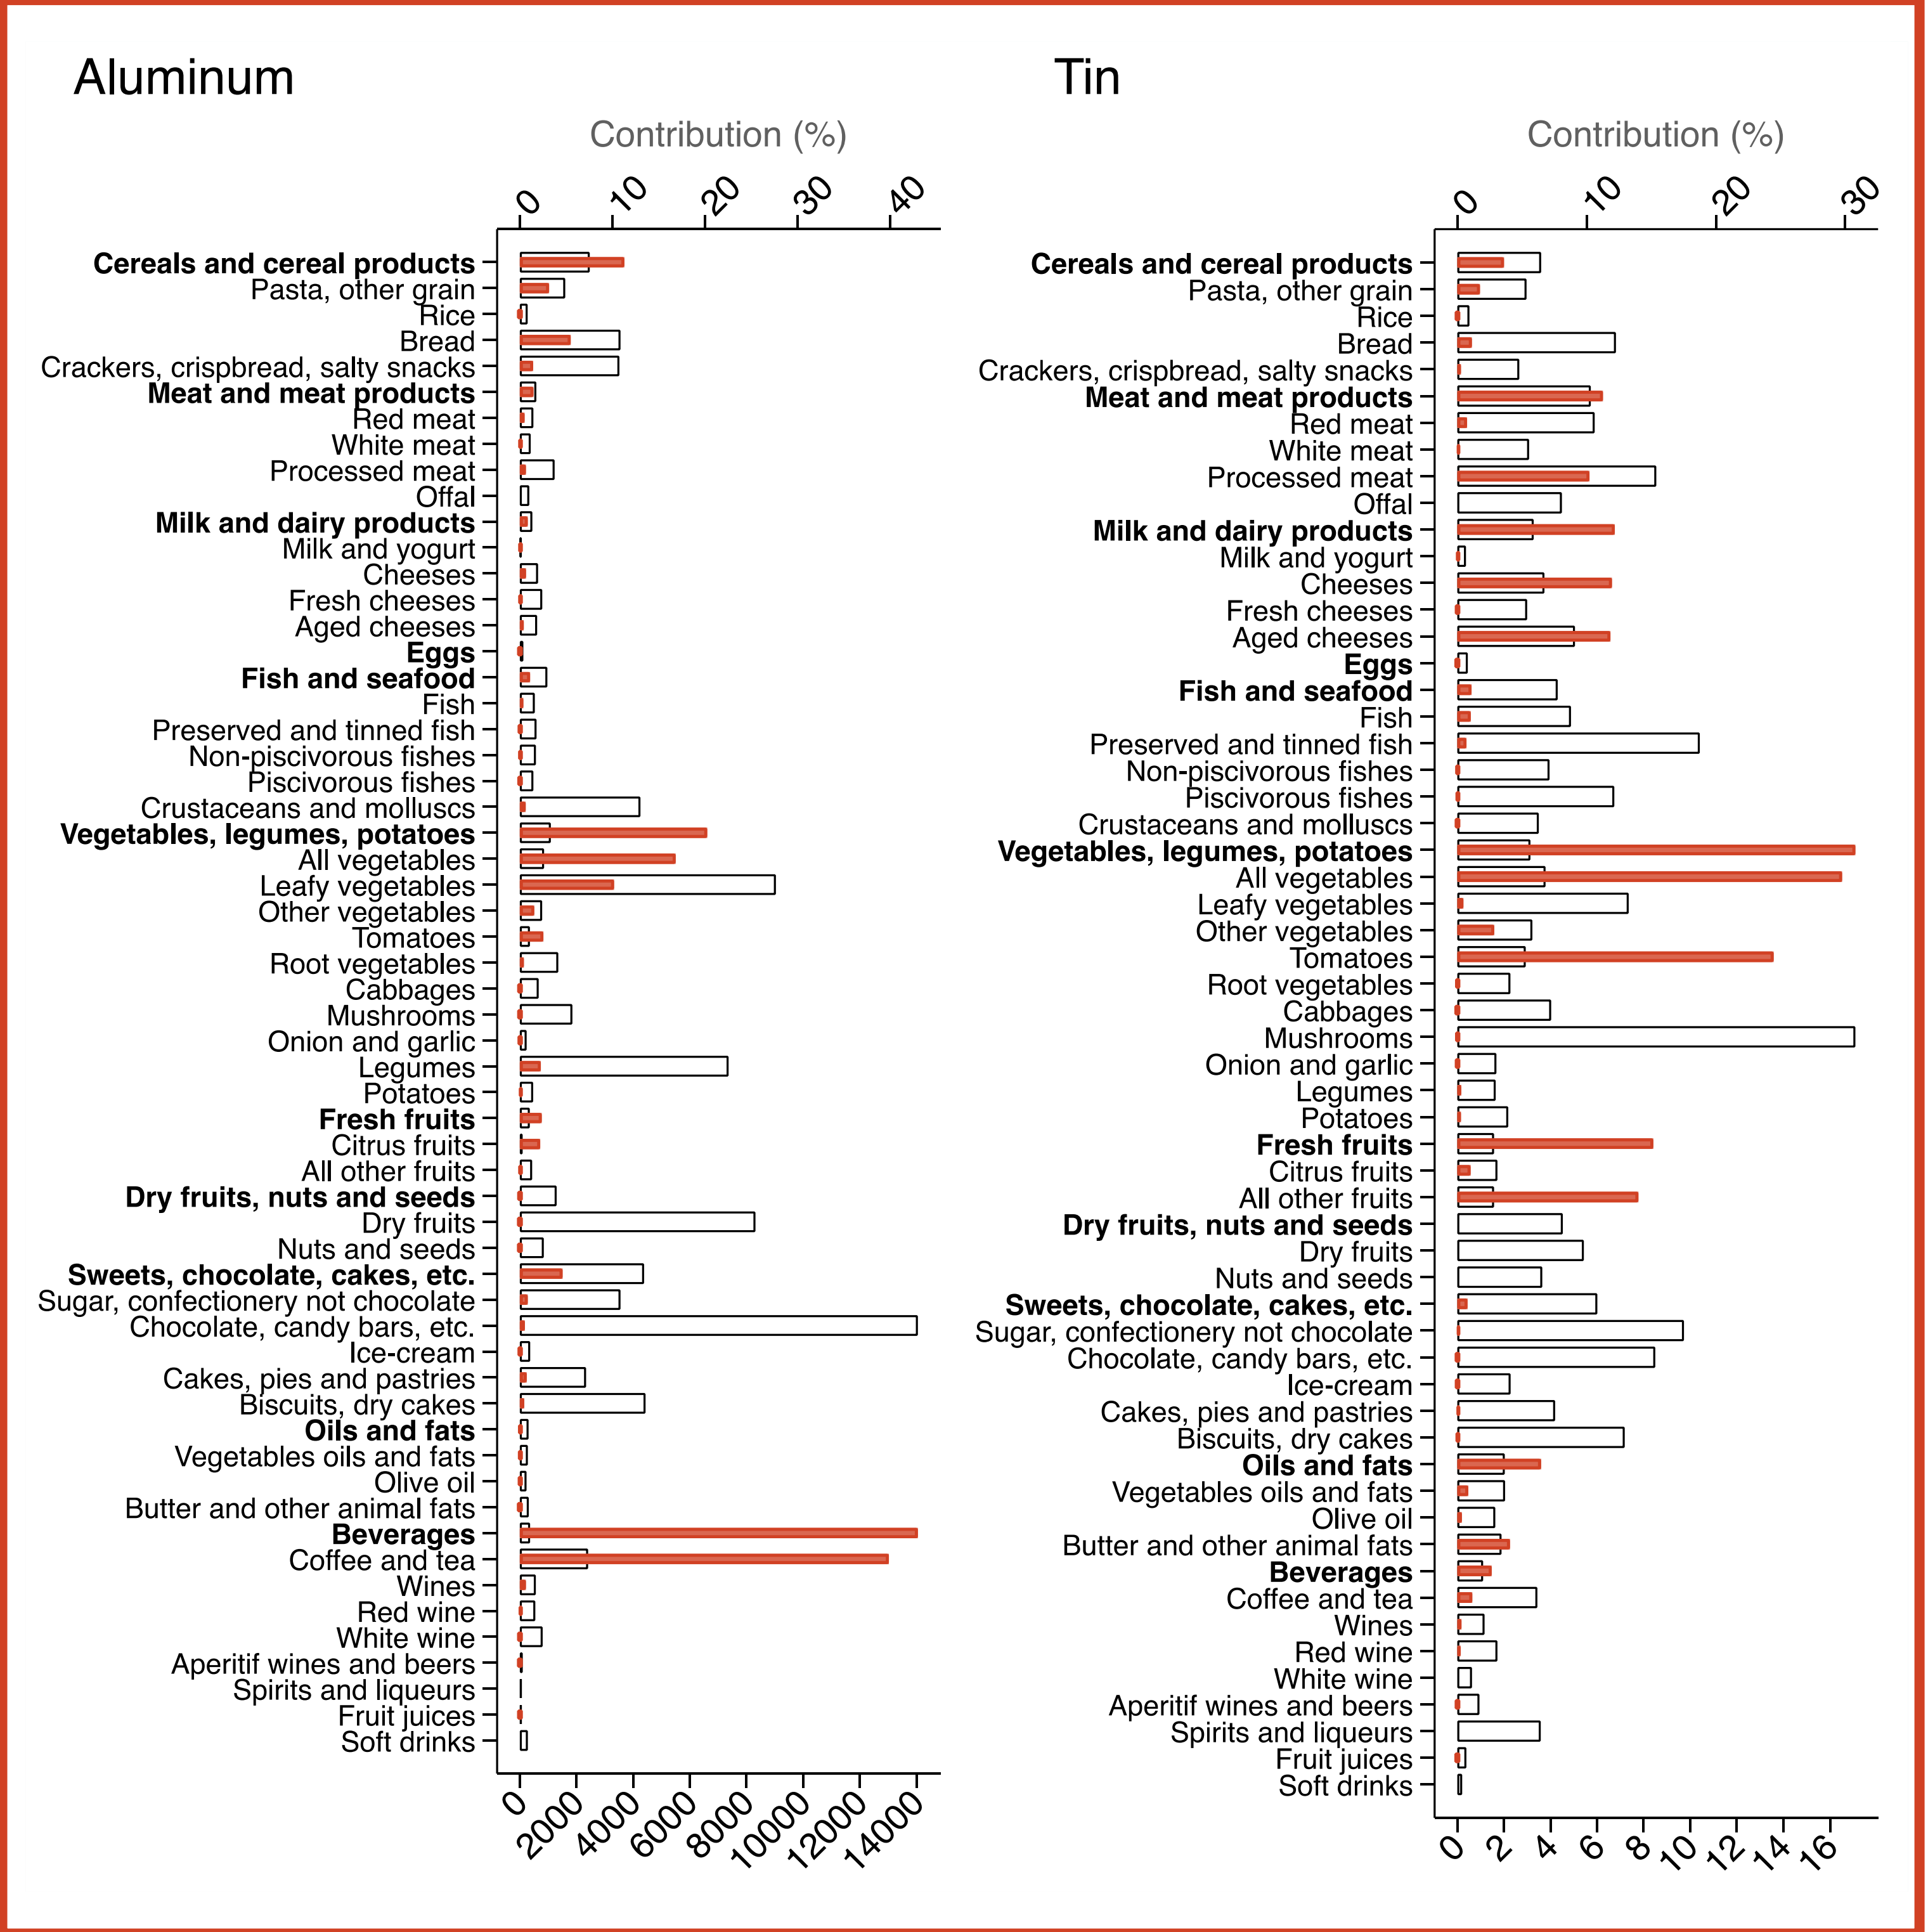 Aluminum
Contribution (%)
0 10 20 30 40
Cereals and cereal products
Pasta, other grain
Rice
Bread
Crackers, crispbread, salty snacks
Meat and meat products
Red meat
White meat
Processed meat
Offal
Milk and dairy products
Milk and yogurt
Cheeses
Fresh cheeses
Aged cheeses
Eggs
Fish and seafood
Fish
Preserved and tinned fish
Non-piscivorous fishes
Piscivorous fishes
Crustaceans and molluscs
Vegetables, legumes, potatoes
All vegetables
Leafy vegetables
Other vegetables
Tomatoes
Root vegetables
Cabbages
Mushrooms
Onion and garlic
Legumes
Potatoes
Fresh fruits
Citrus fruits
All other fruits
Dry fruits, nuts and seeds
Dry fruits
Nuts and seeds
Sweets, chocolate, cakes, etc.
Sugar, confectionery not chocolate
Chocolate, candy bars, etc.
Ice-cream
Cakes, pies and pastries
Biscuits, dry cakes
Oils and fats
Vegetables oils and fats
Olive oil
Butter and other animal fats
Beverages
Coffee and tea
Wines
Red wine
White wine
Aperitif wines and beers
Spirits and liqueurs
Fruit juices
Soft drinks
0 2000 4000 6000 8000 10000 12000 14000
Tin
Contribution (%)
0 10 20 30
Cereals and cereal products
Pasta, other grain
Rice
Bread
Crackers, crispbread, salty snacks
Meat and meat products
Red meat
White meat
Processed meat
Offal
Milk and dairy products
Milk and yogurt
Cheeses
Fresh cheeses
Aged cheeses
Eggs
Fish and seafood
Fish
Preserved and tinned fish
Non-piscivorous fishes
Piscivorous fishes
Crustaceans and molluscs
Vegetables, legumes, potatoes
All vegetables
Leafy vegetables
Other vegetables
Tomatoes
Root vegetables
Cabbages
Mushrooms
Onion and garlic
Legumes
Potatoes
Fresh fruits
Citrus fruits
All other fruits
Dry fruits, nuts and seeds
Dry fruits
Nuts and seeds
Sweets, chocolate, cakes, etc.
Sugar, confectionery not chocolate
Chocolate, candy bars, etc.
Ice-cream
Cakes, pies and pastries
Biscuits, dry cakes
Oils and fats
Vegetables oils and fats
Olive oil
Butter and other animal fats
Beverages
Coffee and tea
Wines
Red wine
White wine
Aperitif wines and beers
Spirits and liqueurs
Fruit juices
Soft drinks
0 2 4 6 8 10 12 14 16